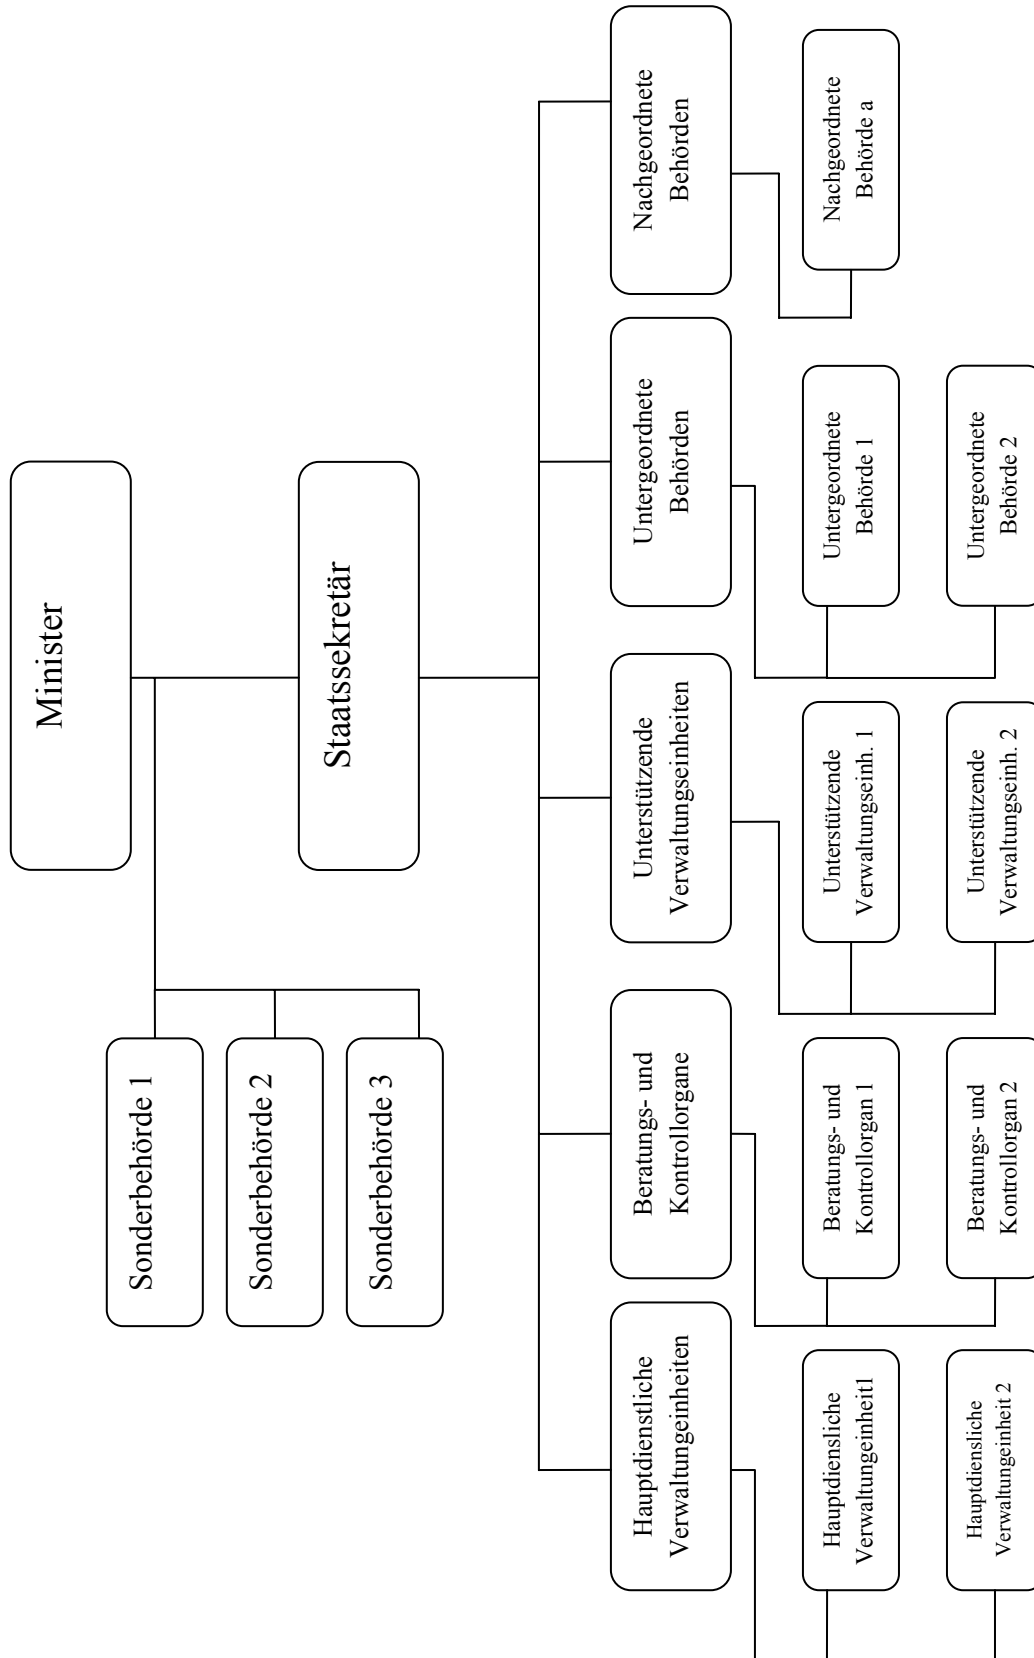 Minister
Sonderbehörde 1
Sonderbehörde 2
Staatssekretär
Sonderbehörde 3
Hauptdienstliche
Verwaltungeinheiten
Beratungs- und
Kontrollorgane
Unterstützende
Verwaltungseinheiten
Untergeordnete
Behörden
Nachgeordnete
Behörden
Hauptdiensliche
Verwaltungeinheit1
Beratungs- und
Kontrollorgan 1
Unterstützende
Verwaltungseinh. 1
Untergeordnete
Behörde 1
Nachgeordnete
Behörde a
Hauptdiensliche
Verwaltungeinheit 2
Beratungs- und
Kontrollorgan 2
Unterstützende
Verwaltungseinh. 2
Untergeordnete
Behörde 2